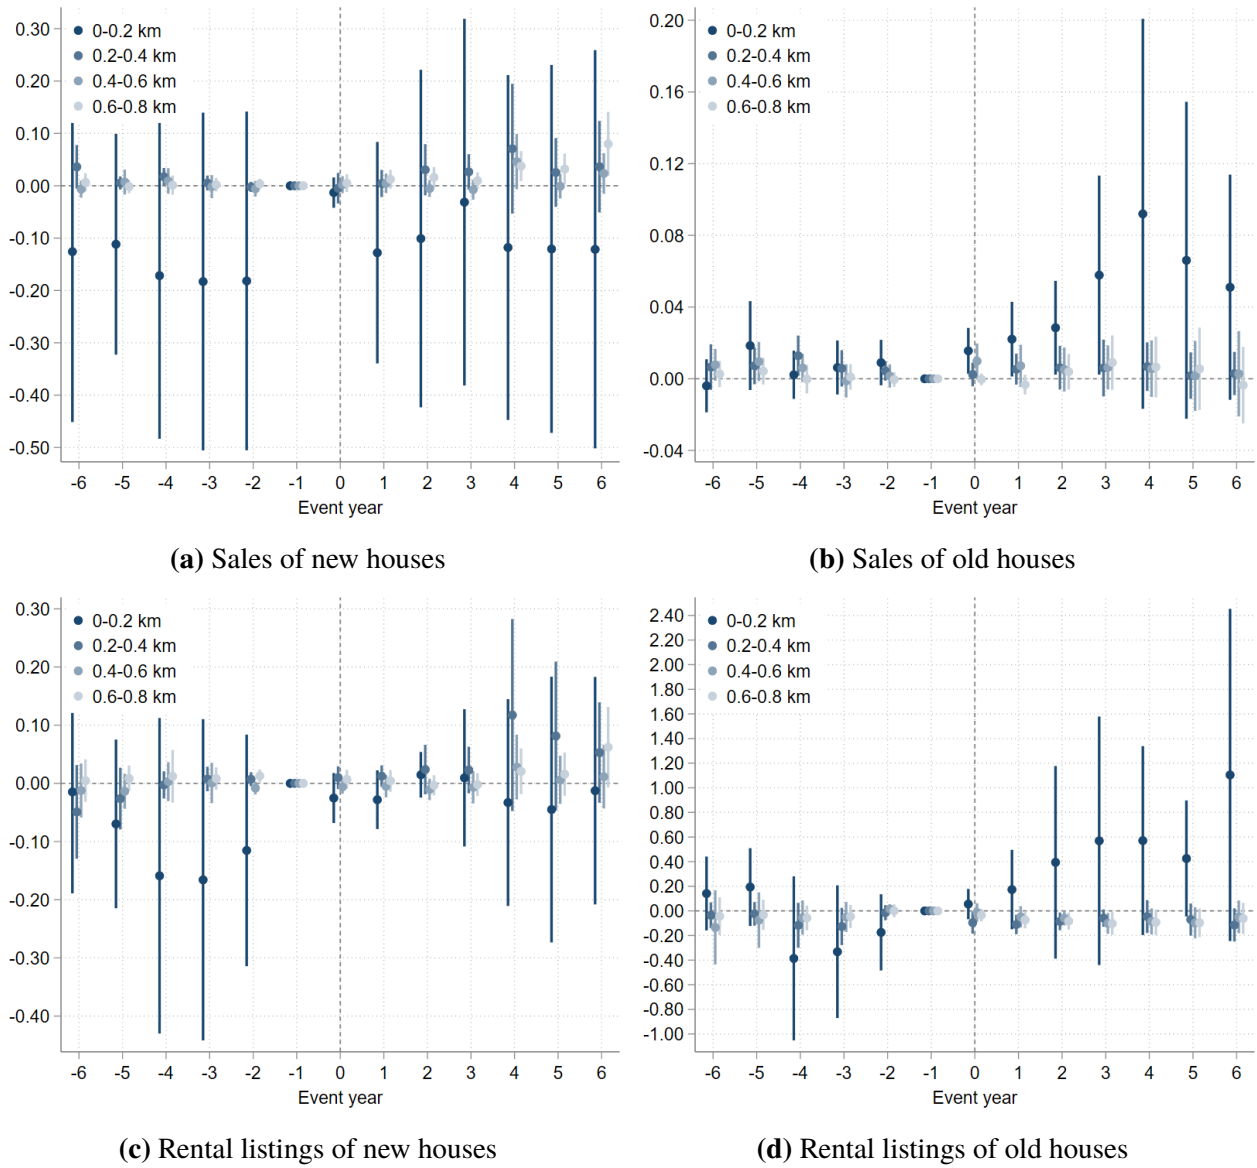 0.30
0.20
0.10
0.00
-0.10
-0.20
-0.30
-0.40
-0.50
0-0.2 km
0.2-0.4 km
0.4-0.6 km
0.6-0.8 km
-6 -5 -4 -3 -2 -1 0 1 2 3 4 5 6
Event year
(a) Sales of new houses
0.20
0.16
0.12
0.08
0.04
0.00
-0.04
0-0.2 km
0.2-0.4 km
0.4-0.6 km
0.6-0.8 km
-6 -5 -4 -3 -2 -1 0 1 2 3 4 5 6
Event year
(b) Sales of old houses
0.30
0.20
0.10
0.00
-0.10
-0.20
-0.30
-0.40
0-0.2 km
0.2-0.4 km
0.4-0.6 km
0.6-0.8 km
-6 -5 -4 -3 -2 -1 0 1 2 3 4 5 6
Event year
(c) Rental listings of new houses
2.40
2.20
2.00
1.80
1.60
1.40
1.20
1.00
0.80
0.60
0.40
0.20
0.00
-0.20
-0.40
-0.60
-0.80
-1.00
0-0.2 km
0.2-0.4 km
0.4-0.6 km
0.6-0.8 km
-6 -5 -4 -3 -2 -1 0 1 2 3 4 5 6
Event year
(d) Rental listings of old houses